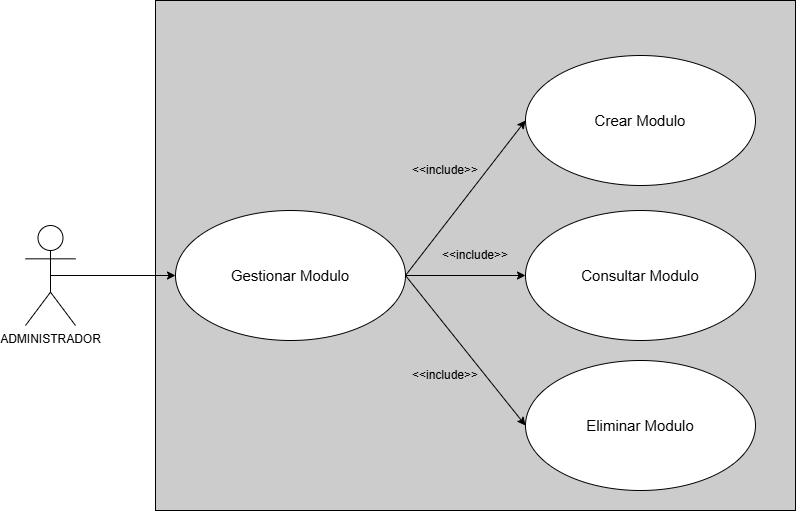 Crear Modulo
<<include>>
<<include>>
Gestionar Modulo
Consultar Modulo
ADMINISTRADOR
<<include>>
Eliminar Modulo